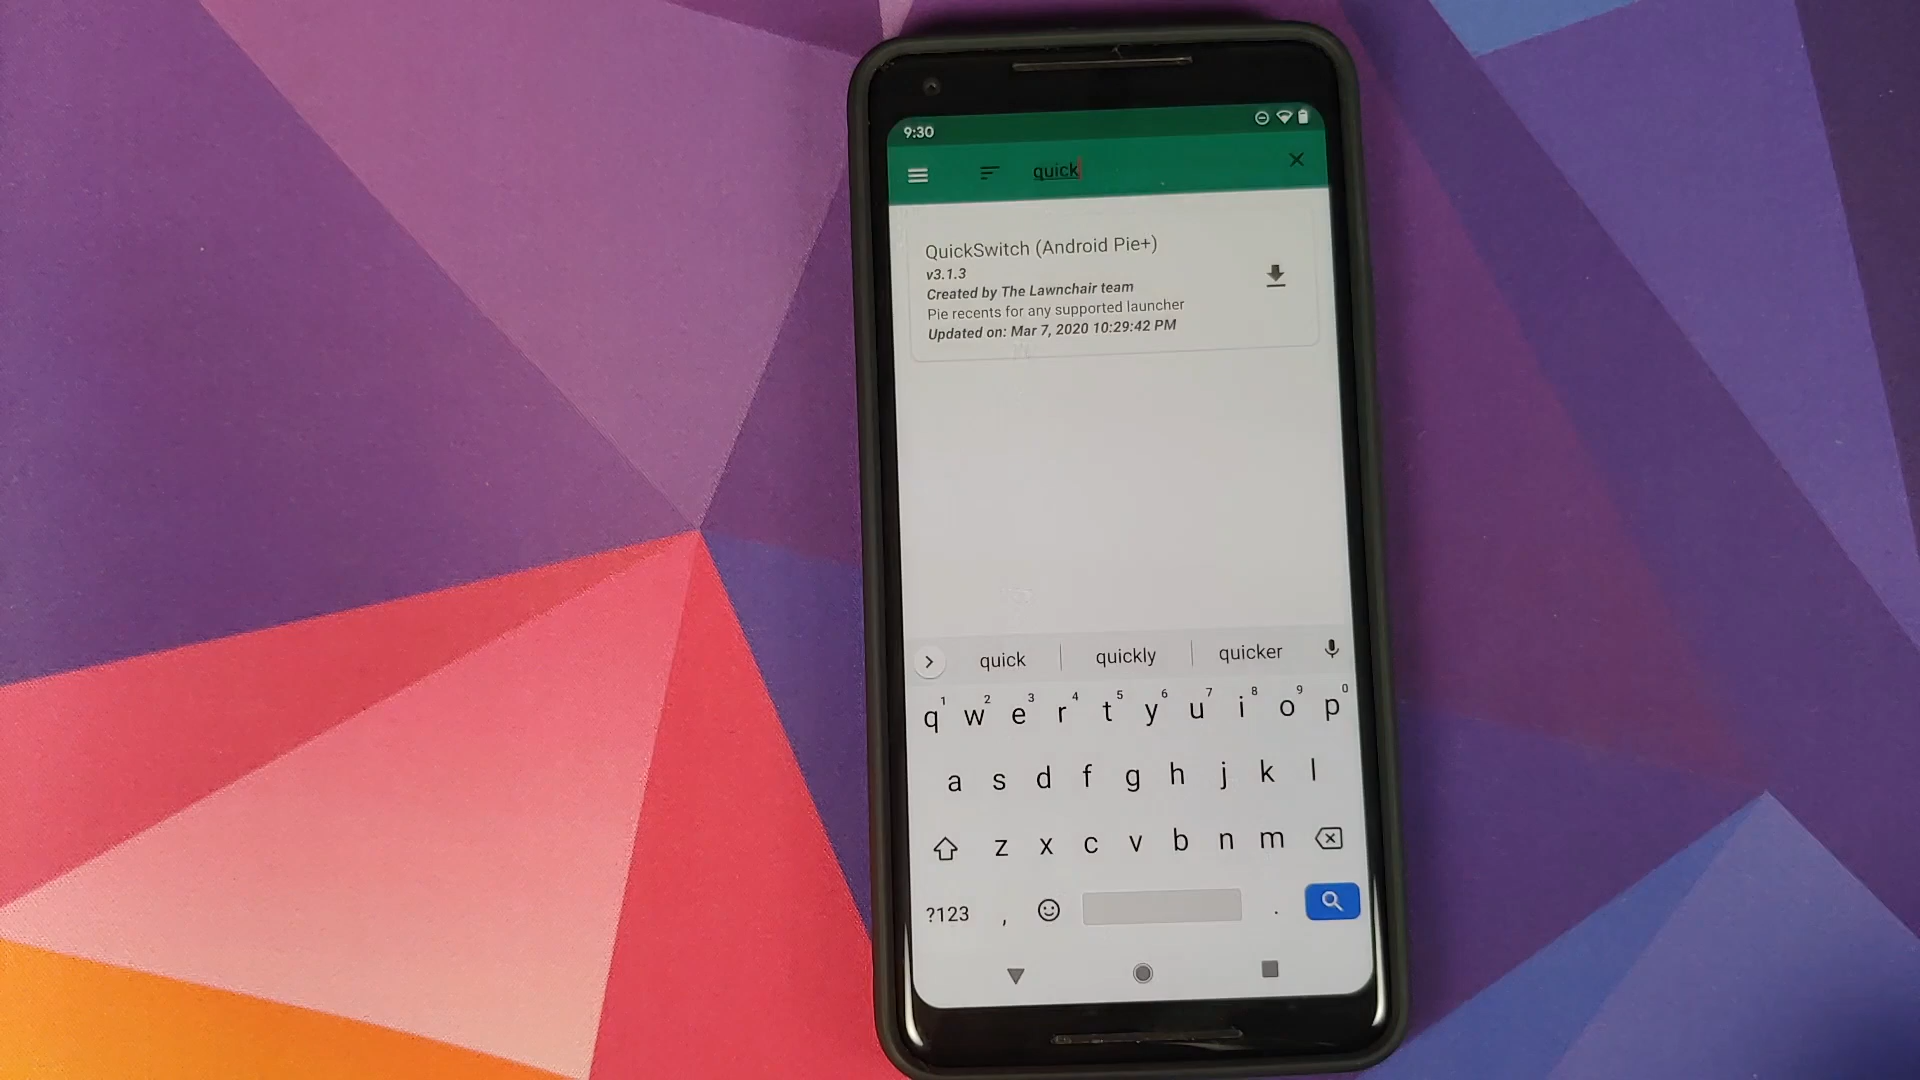 9:30
quick
QuickSwitch (Android Pie+)
v3.1.3
Created by The Lawnchair team
Pie recents for any supported launcher
Updated on: Mar 7, 2020 10:29:42 PM
quick quickly quicker
1 2 3 4 5 6 7 8 9 0
q w e r t y u i o p
a s d f g h j k l
z x c v b n m
?123 , .